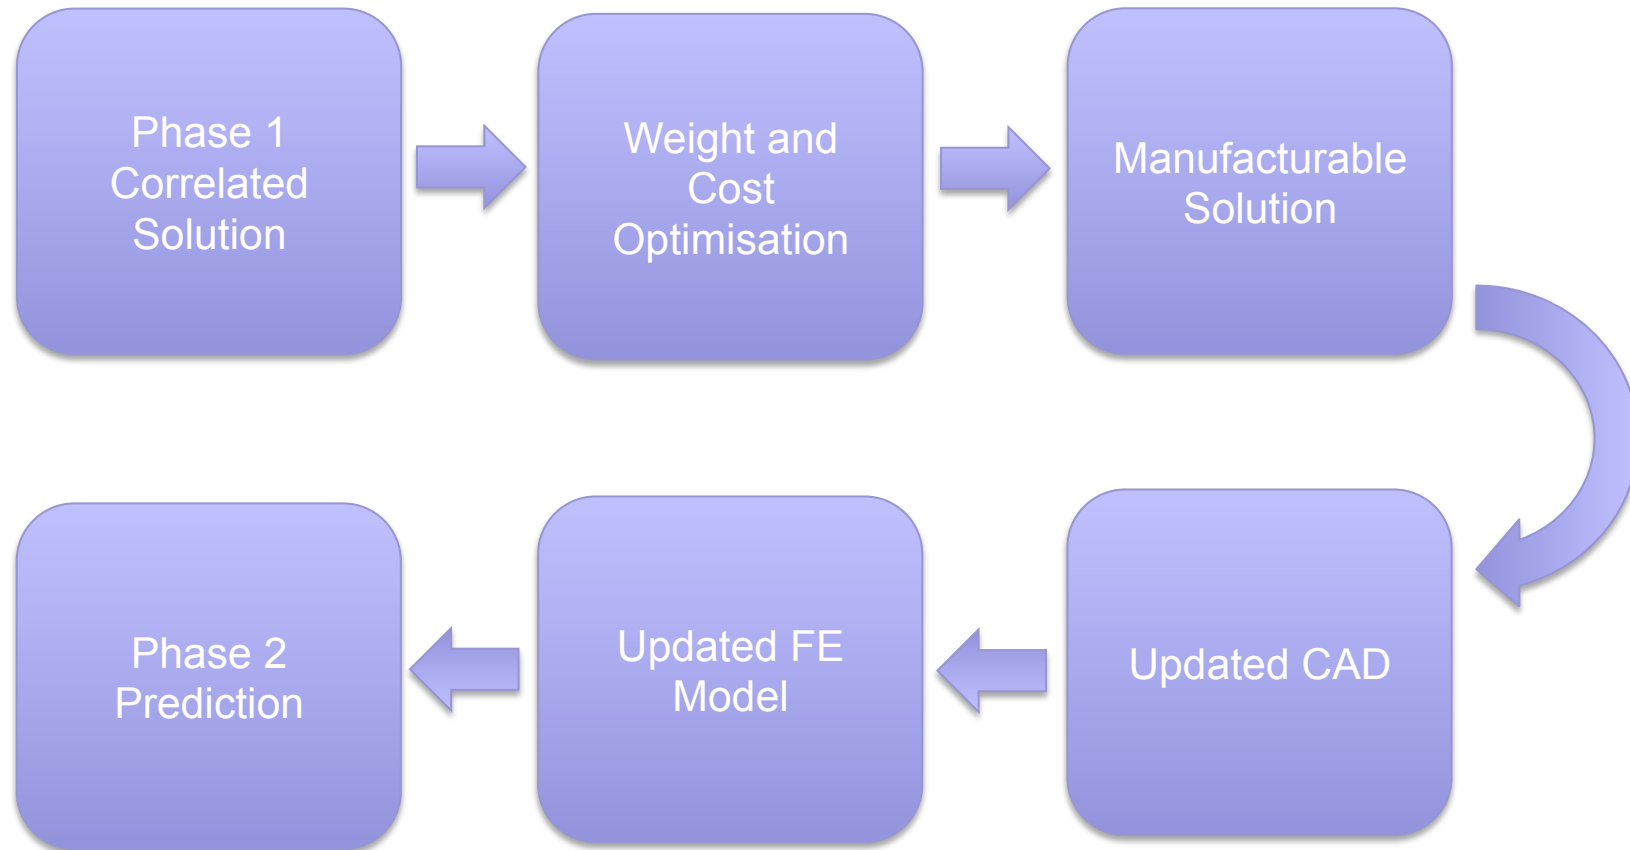 Phase 1
Correlated
Solution
Weight and
Cost
Optimisation
Manufacturable
Solution
Updated CAD
Updated FE
Model
Phase 2
Prediction